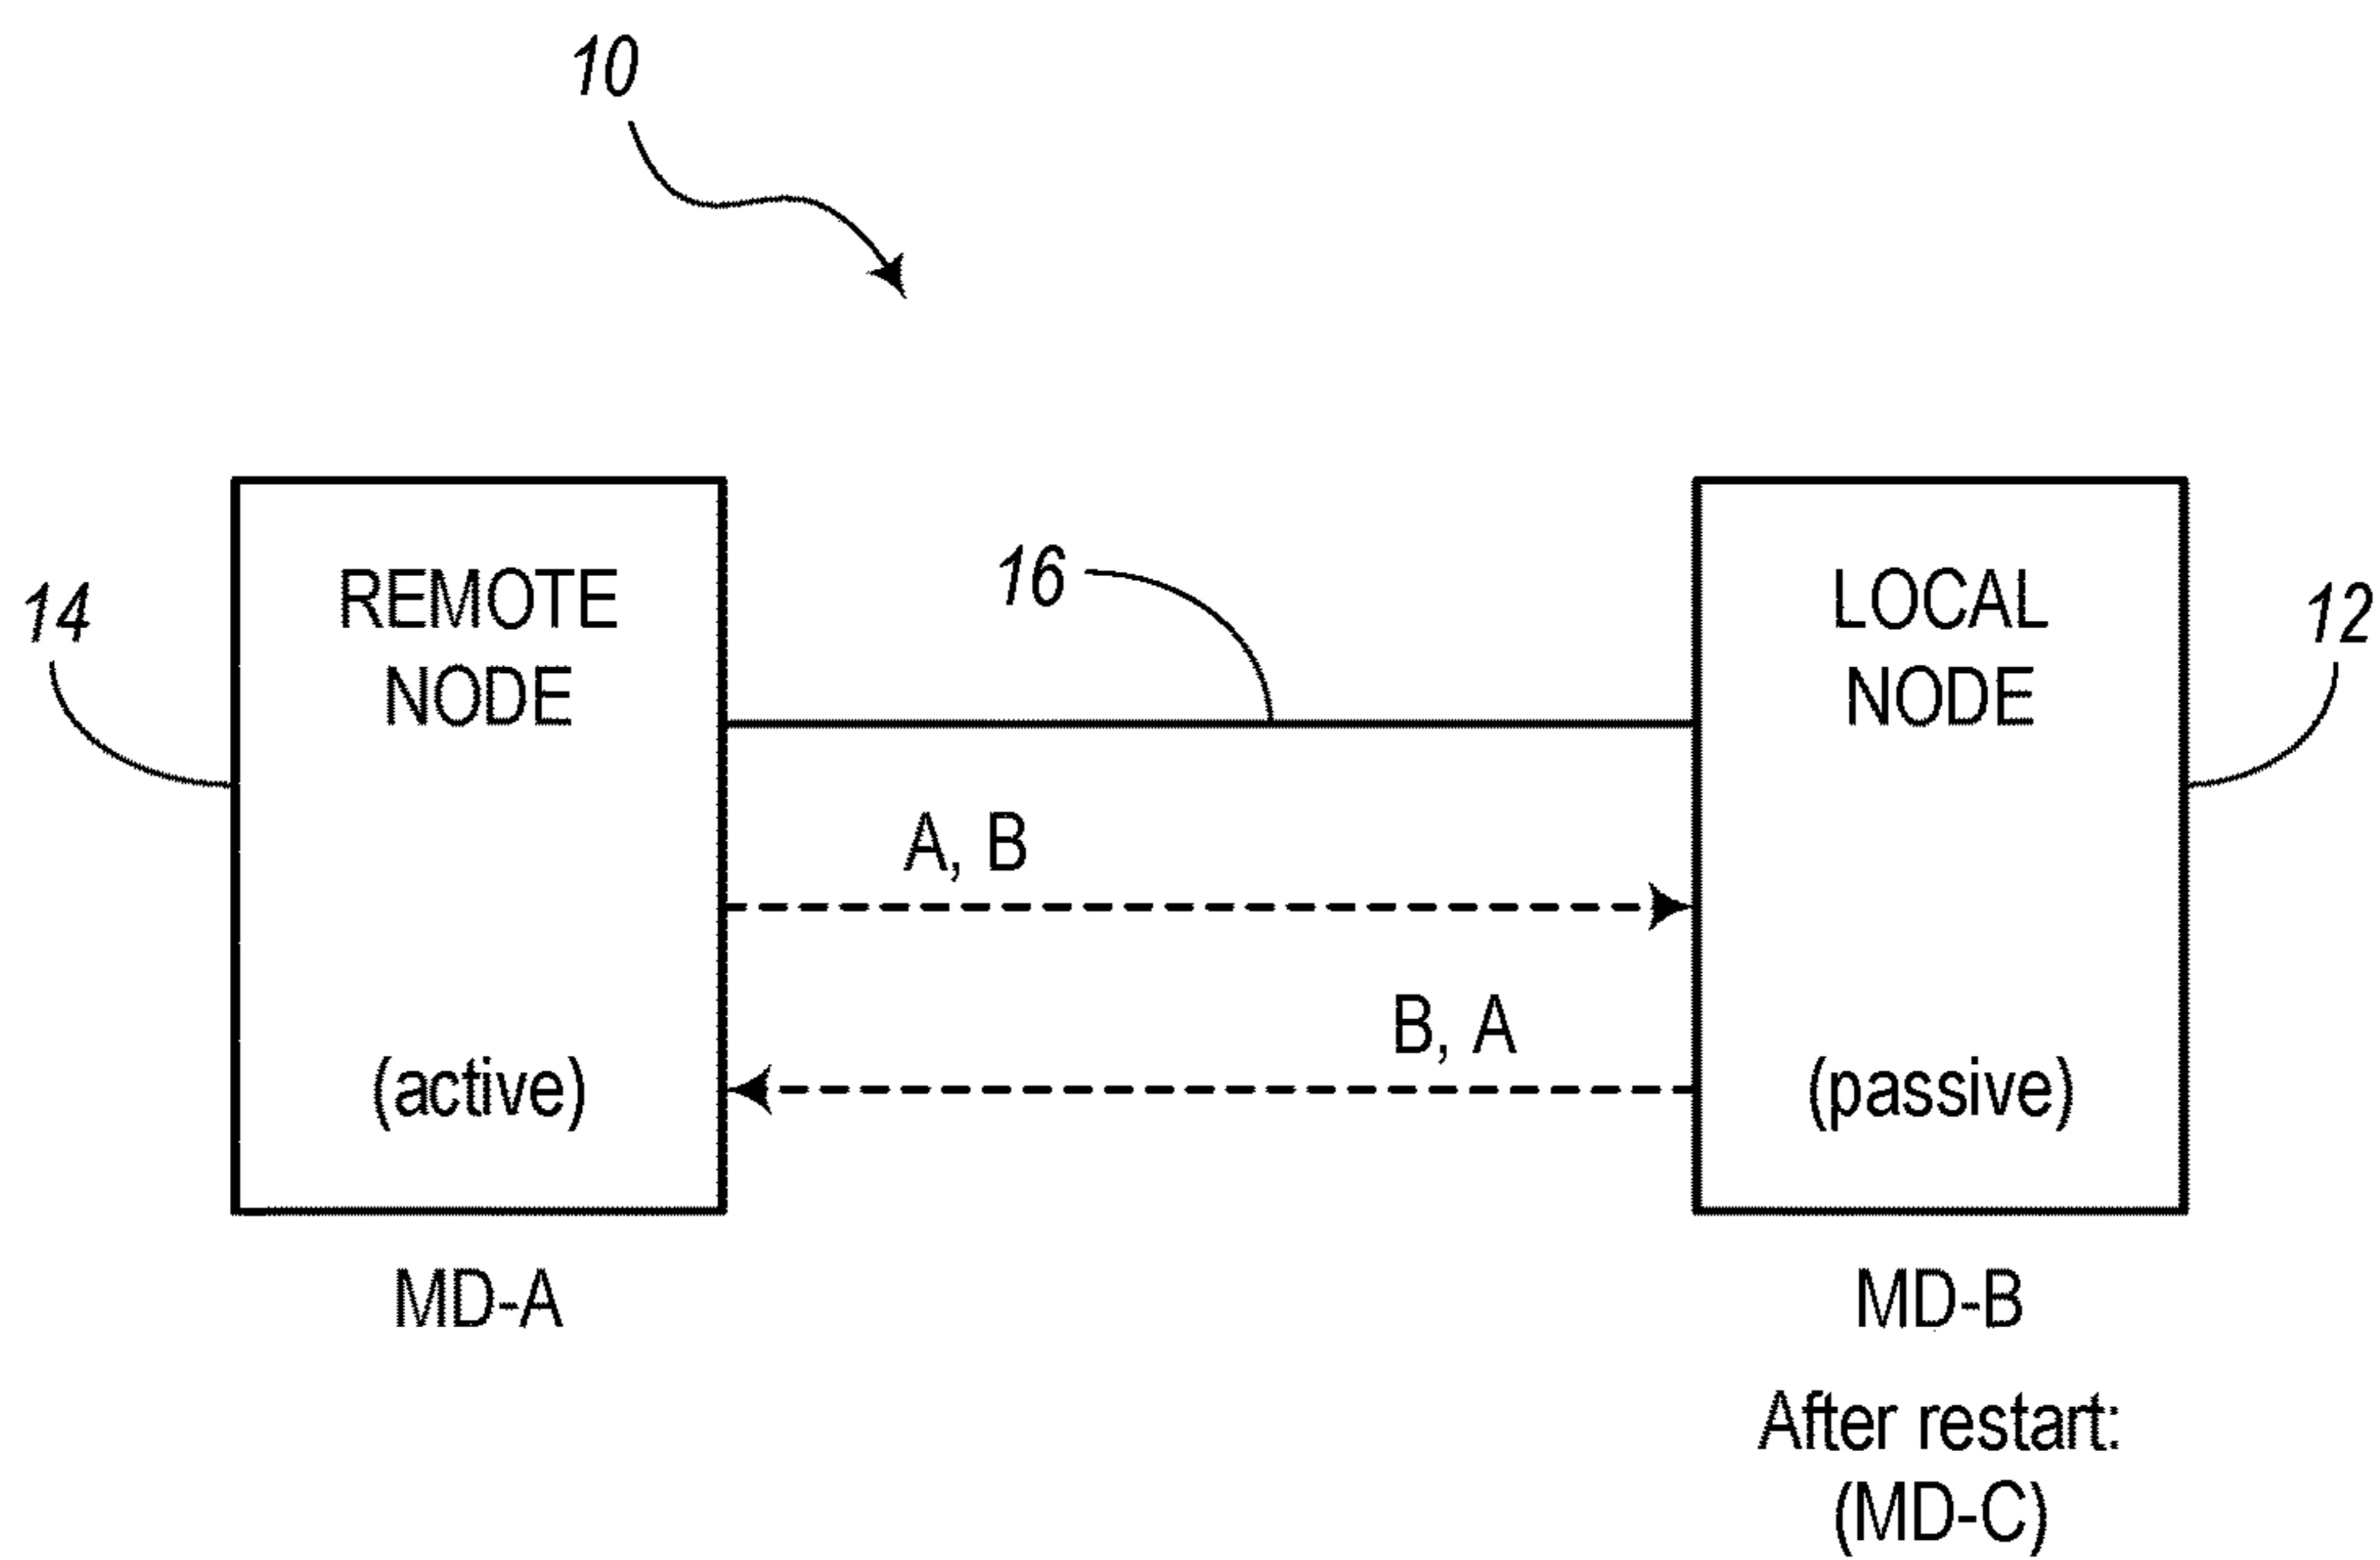 10
14
REMOTE
NODE
(active)
MD-A
16
A, B
B, A
LOCAL
NODE
(passive)
12
MD-B
After restart:
(MD-C)